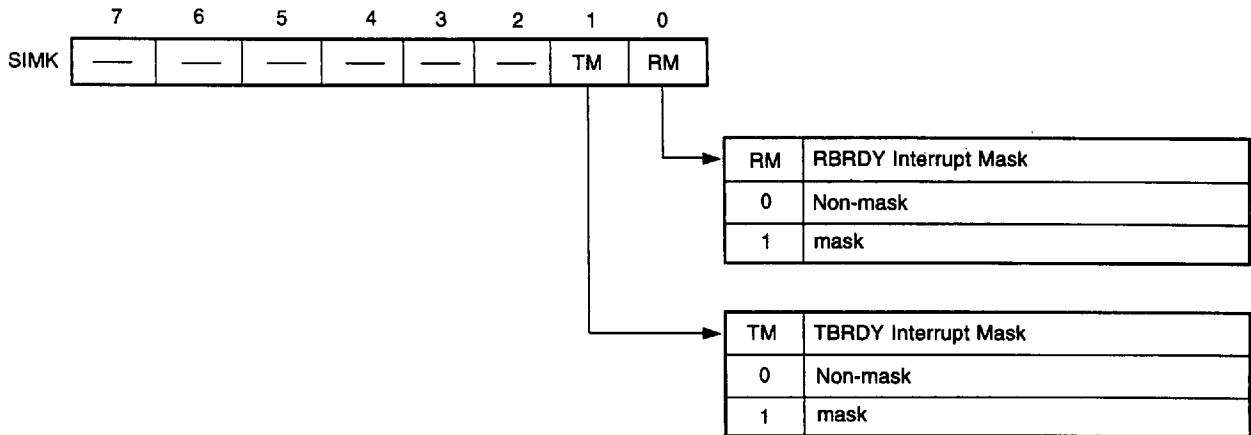 7 6 5 4 3 2 1 0
SIMK — — — — — — TM RM
RM RBRDY Interrupt Mask
0 Non-mask
1 mask
TM TBRDY Interrupt Mask
0 Non-mask
1 mask